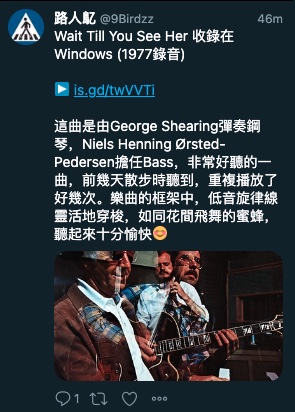 路人髶 @9Birdzz 46m
Wait Till You See Her 收錄在
Windows (1977錄音)
is.gd/twVVTi
這曲是由George Shearing彈奏鋼
琴，Niels Henning Ørsted-
Pedersen擔任Bass，非常好聽的一
曲，前幾天散步時聽到，重複播放了
好幾次。樂曲的框架中，低音旋律線
靈活地穿梭，如同花間飛舞的蜜蜂，
聽起來十分愉快😊
1